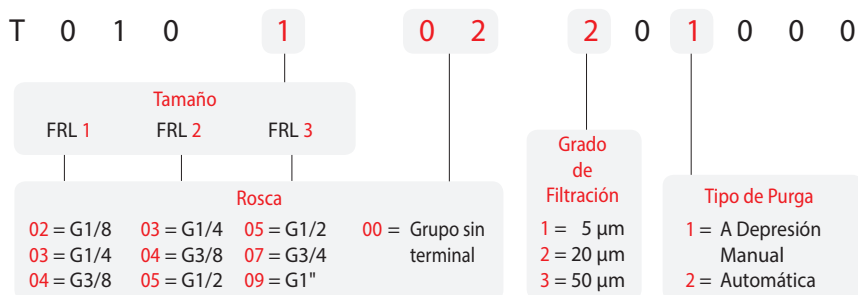 T 0 1 0 1 0 2 2 0 1 0 0 0
Tamaño
FRL 1 FRL 2 FRL 3
Grado
de
Filtración
1 = 5 µm
2 = 20 µm
3 = 50 µm
Rosca
02 = G1/8 03 = G1/4 05 = G1/2 00 = Grupo sin
03 = G1/4 04 = G3/8 07 = G3/4 terminal
04 = G3/8 05 = G1/2 09 = G1"
Tipo de Purga
1 = A Depresión
Manual
2 = Automática